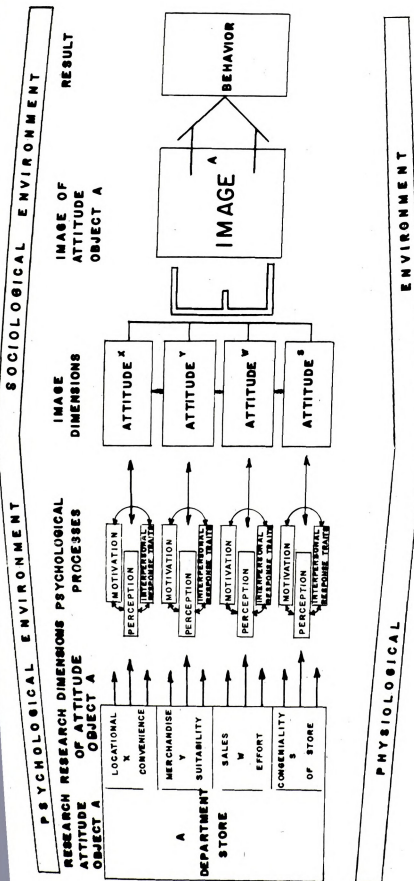 PSYCHOLOGICAL ENVIRONMENT
SOCIOLOGICAL ENVIRONMENT
RESEARCH
ATTITUDE
OBJECT A
RESEARCH DIMENSIONS
OF ATTITUDE
OBJECT A
PSYCHOLOGICAL
PROCESSES
IMAGE
DIMENSIONS
IMAGE OF
ATTITUDE
OBJECT A
RESULT
A
DEPARTMENT
STORE
LOCATIONAL
X
CONVENIENCE
MERCHANDISE
Y
SUITABILITY
SALES
W
EFFORT
CONGENIALITY
S
OF STORE
MOTIVATION
PERCEPTION
INTERPERSONAL
RESPONSE TRAITS
MOTIVATION
PERCEPTION
INTERPERSONAL
RESPONSE TRAITS
MOTIVATION
PERCEPTION
INTERPERSONAL
RESPONSE TRAITS
MOTIVATION
PERCEPTION
INTERPERSONAL
RESPONSE TRAITS
ATTITUDE X
ATTITUDE Y
ATTITUDE W
ATTITUDE S
IMAGE A
BEHAVIOR
PHYSIOLOGICAL
ENVIRONMENT